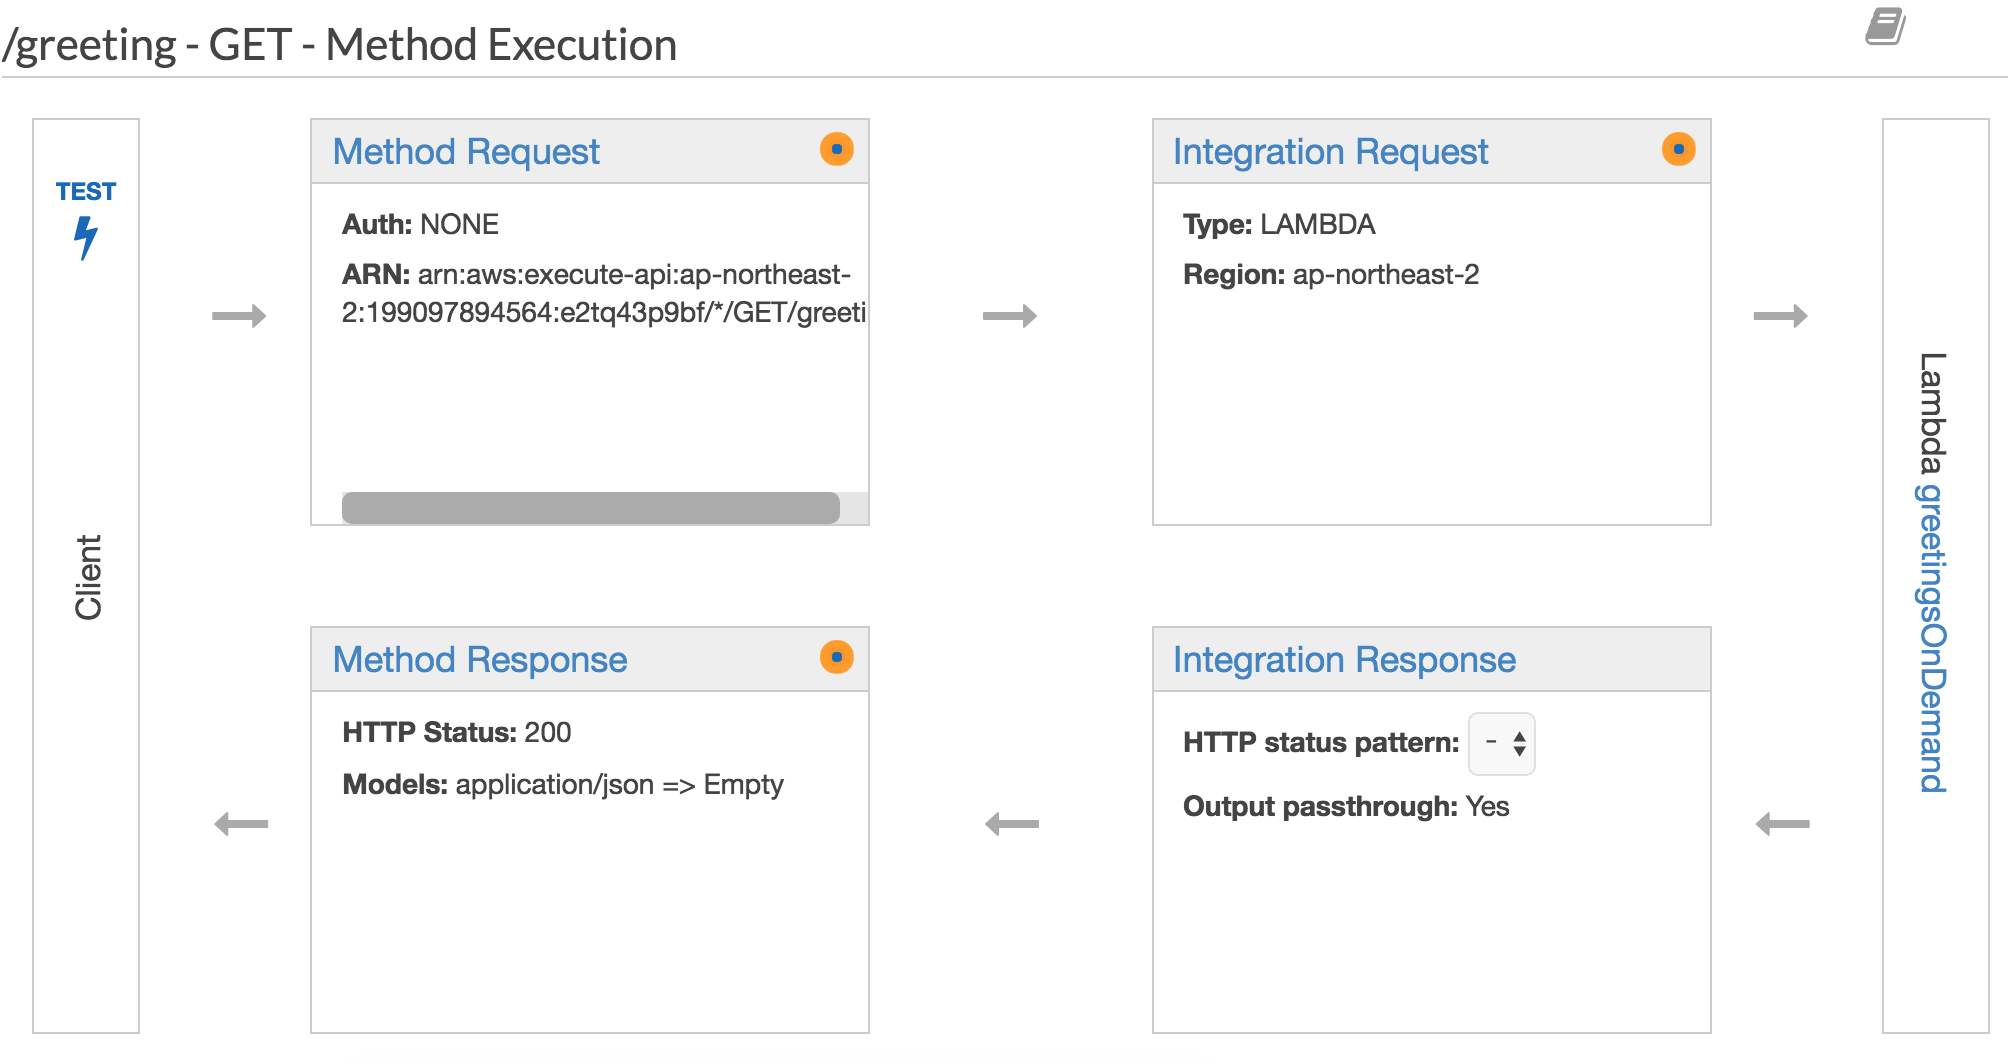 /greeting - GET - Method Execution
TEST
Client
Method Request
Auth: NONE
ARN: arn:aws:execute-api:ap-northeast-
2:199097894564:e2tq43p9bf/*/GET/greeti
Integration Request
Type: LAMBDA
Region: ap-northeast-2
Lambda greetingsOnDemand
Method Response
HTTP Status: 200
Models: application/json => Empty
Integration Response
HTTP status pattern: -
Output passthrough: Yes